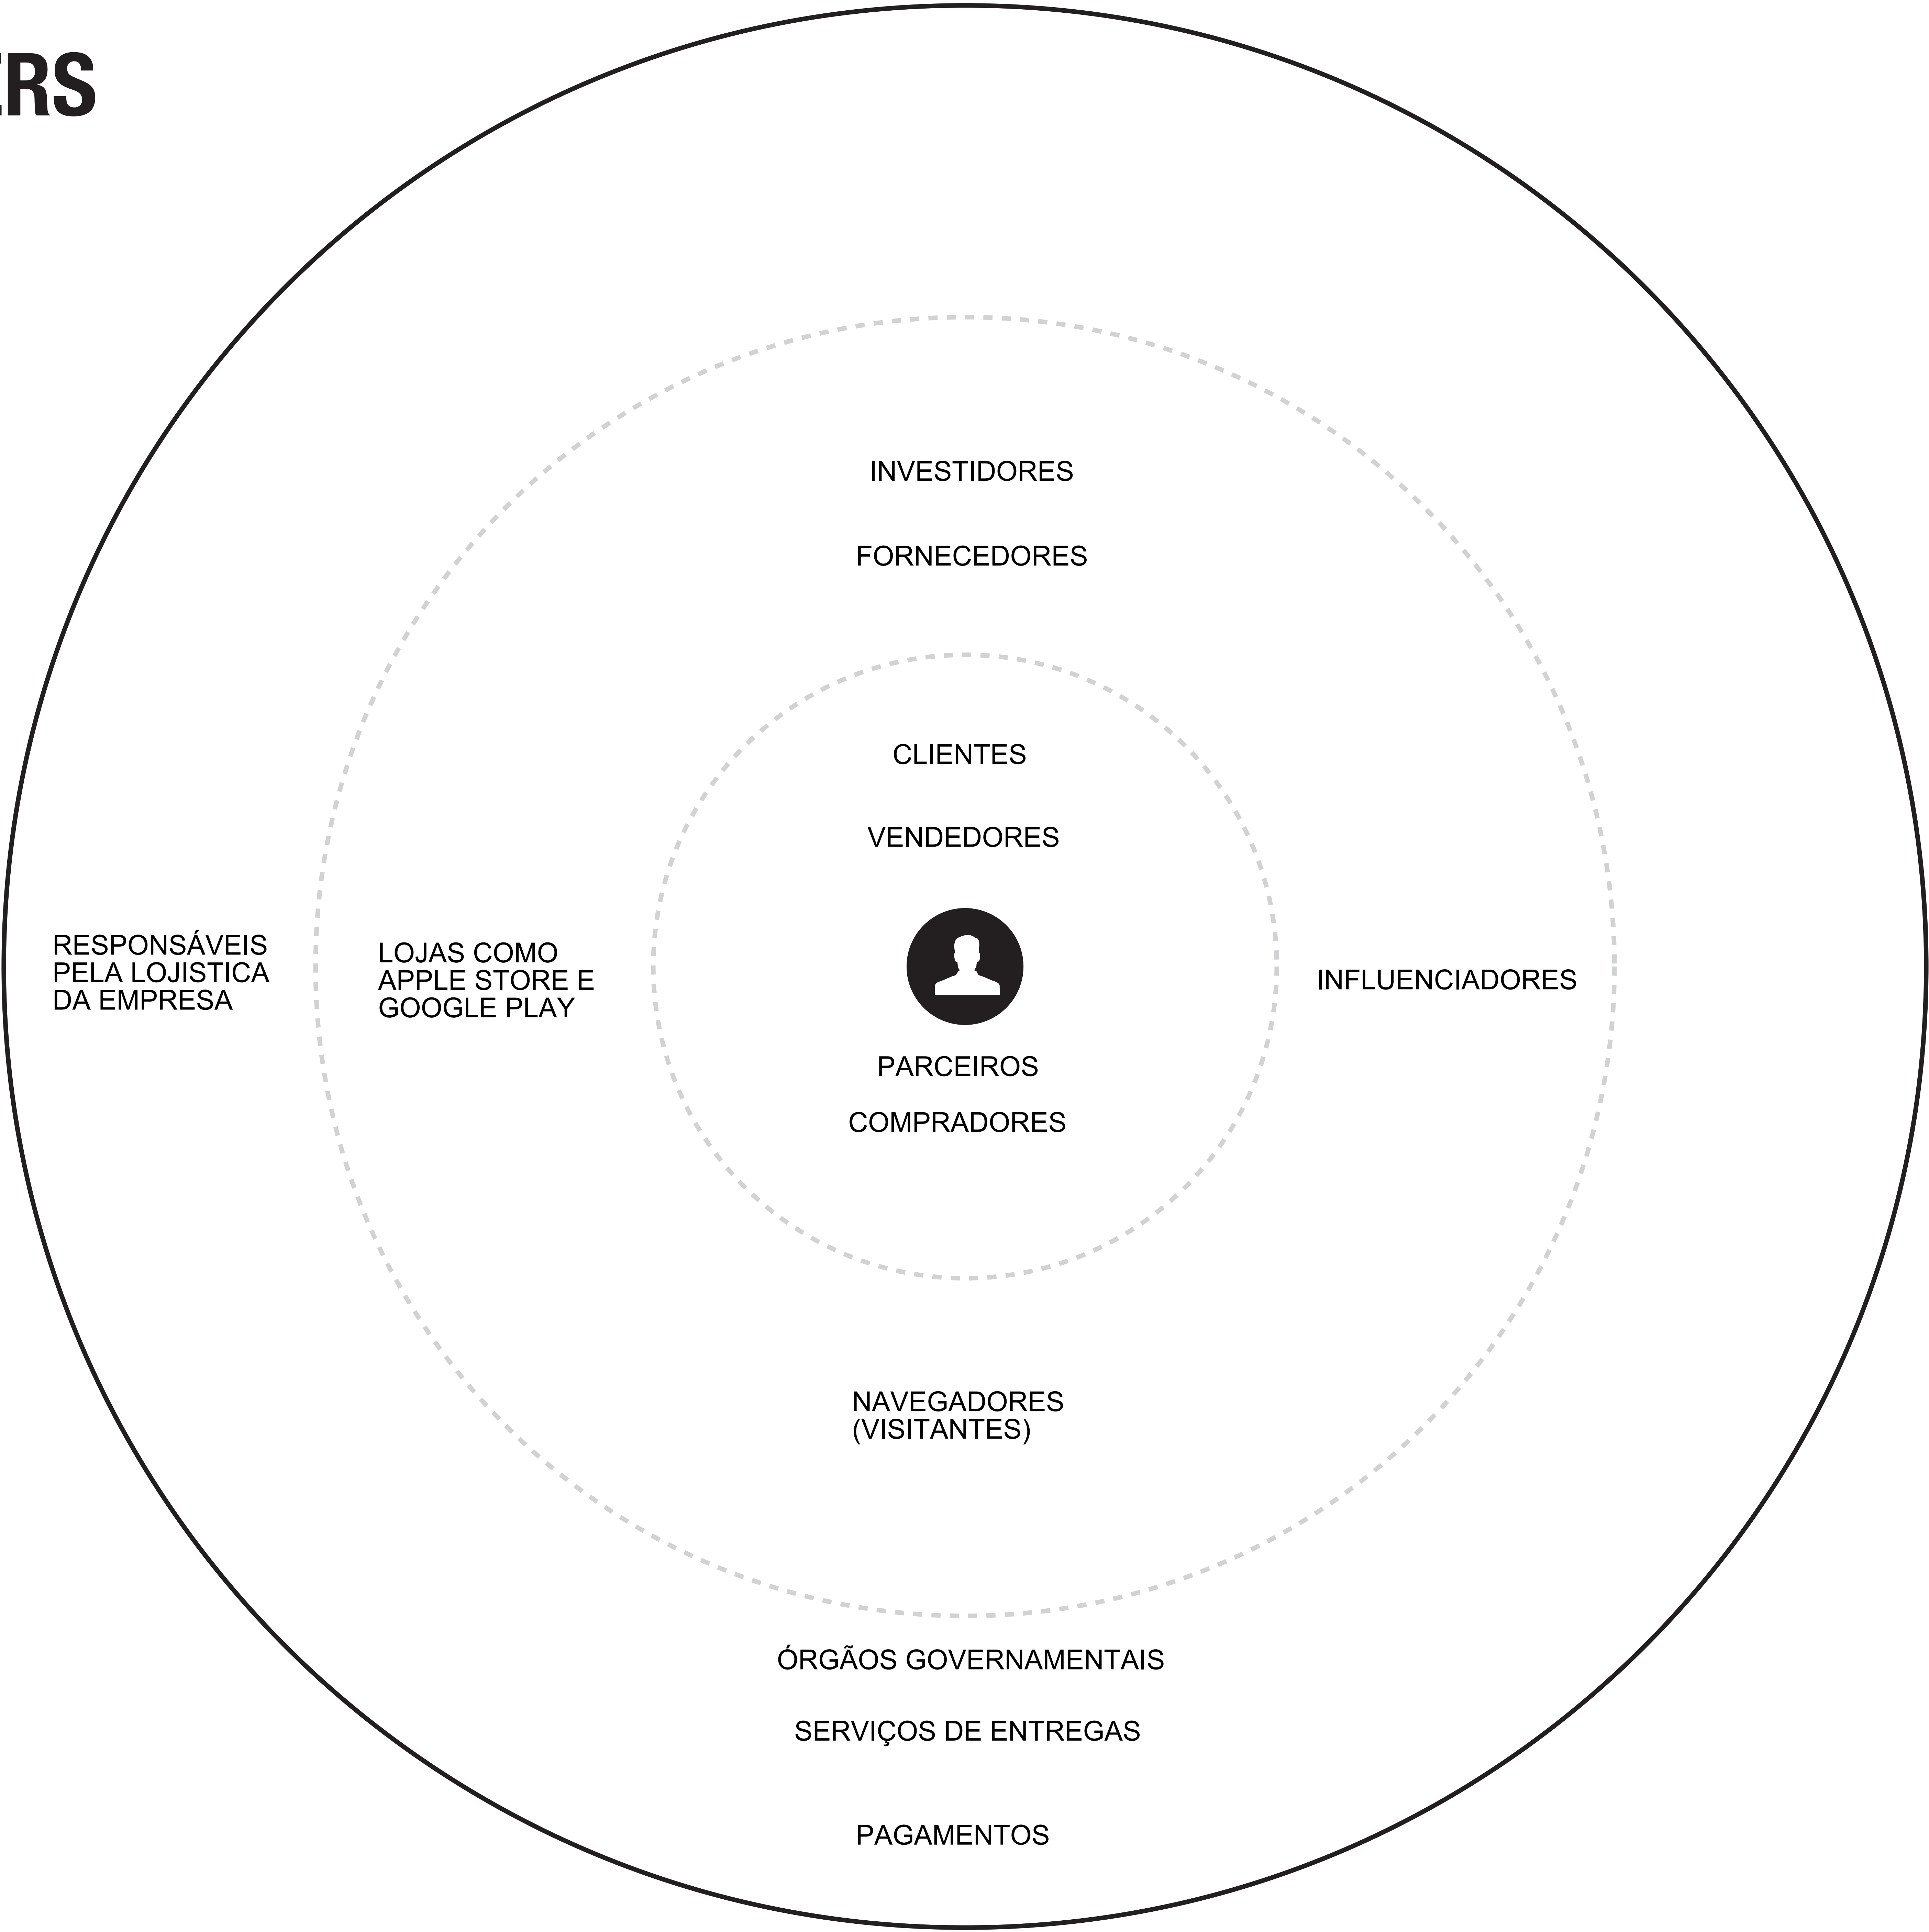 ERS
INVESTIDORES
FORNECEDORES
CLIENTES
VENDEDORES
RESPONSÁVEIS
PELA LOJISTICA
DA EMPRESA
LOJAS COMO
APPLE STORE E
GOOGLE PLAY
INFLUENCIADORES
PARCEIROS
COMPRADORES
NAVEGADORES
(VISITANTES)
ÓRGÃOS GOVERNAMENTAIS
SERVIÇOS DE ENTREGAS
PAGAMENTOS